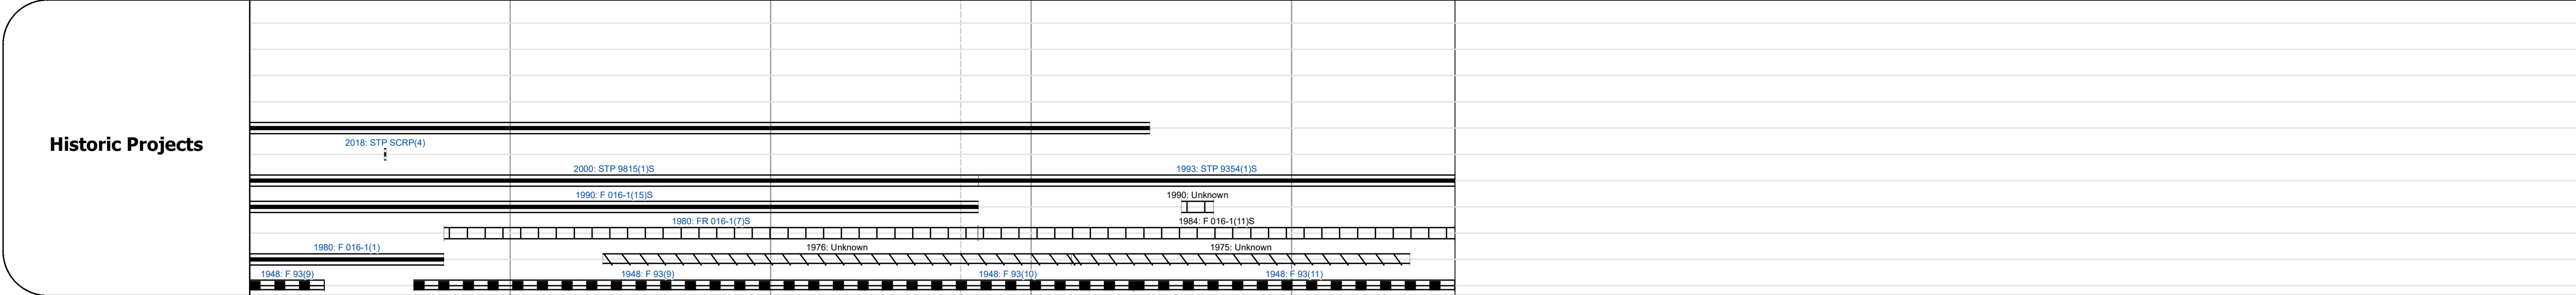 Historic Projects
2018: STP SCRP(4)
2000: STP 9815(1)S
1993: STP 9354(1)S
1990: F 016-1(15)S
1990: Unknown
1980: FR 016-1(7)S
1984: F 016-1(11)S
1980: F 016-1(1)
1976: Unknown
1975: Unknown
1948: F 93(9)
1948: F 93(9)
1948: F 93(10)
1948: F 93(11)